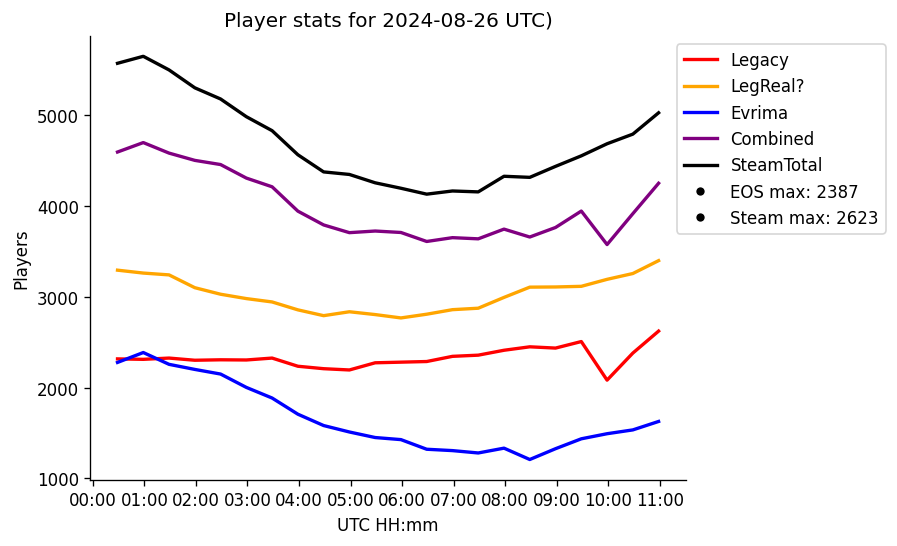 Player stats for 2024-08-26 UTC)
Legacy
LegReal?
Evrima
Combined
SteamTotal
EOS max: 2387
Steam max: 2623
Players
5000
4000
3000
2000
1000
00:00 01:00 02:00 03:00 04:00 05:00 06:00 07:00 08:00 09:00 10:00 11:00
UTC HH:mm